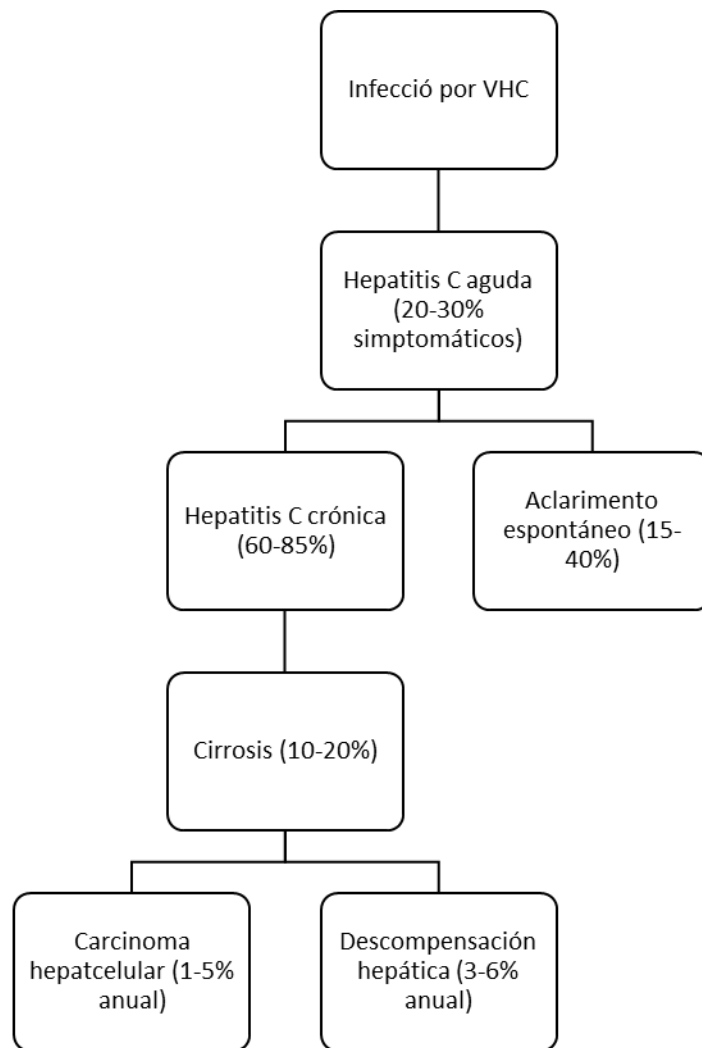 Infecció por VHC
Hepatitis C aguda
(20-30%
simptomáticos)
Hepatitis C crónica
(60-85%)
Aclarimento
espontáneo (15-
40%)
Cirrosis (10-20%)
Carcinoma
hepatcelular (1-5%
anual)
Descompensación
hepática (3-6%
anual)